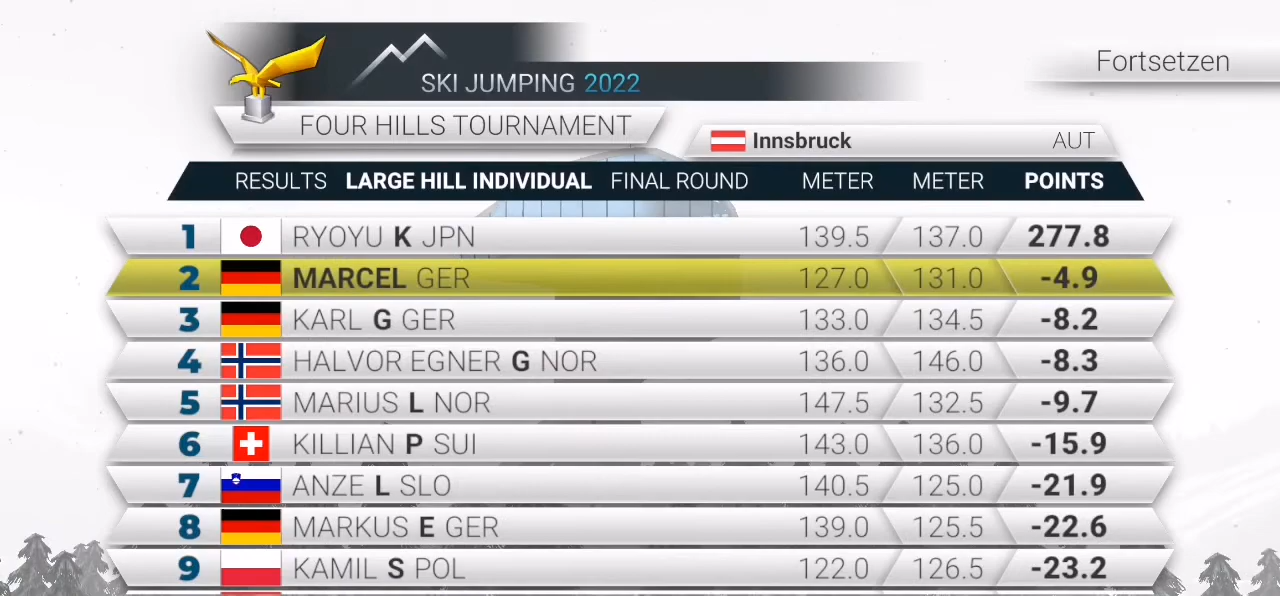 SKI JUMPING 2022
Fortsetzen
FOUR HILLS TOURNAMENT
Innsbruck AUT
RESULTS LARGE HILL INDIVIDUAL FINAL ROUND METER METER POINTS
1 RYOYU K JPN 139.5 137.0 277.8
2 MARCEL GER 127.0 131.0 -4.9
3 KARL G GER 133.0 134.5 -8.2
4 HALVOR EGNER G NOR 136.0 146.0 -8.3
5 MARIUS L NOR 147.5 132.5 -9.7
6 KILLIAN P SUI 143.0 136.0 -15.9
7 ANZE L SLO 140.5 125.0 -21.9
8 MARKUS E GER 139.0 125.5 -22.6
9 KAMIL S POL 122.0 126.5 -23.2